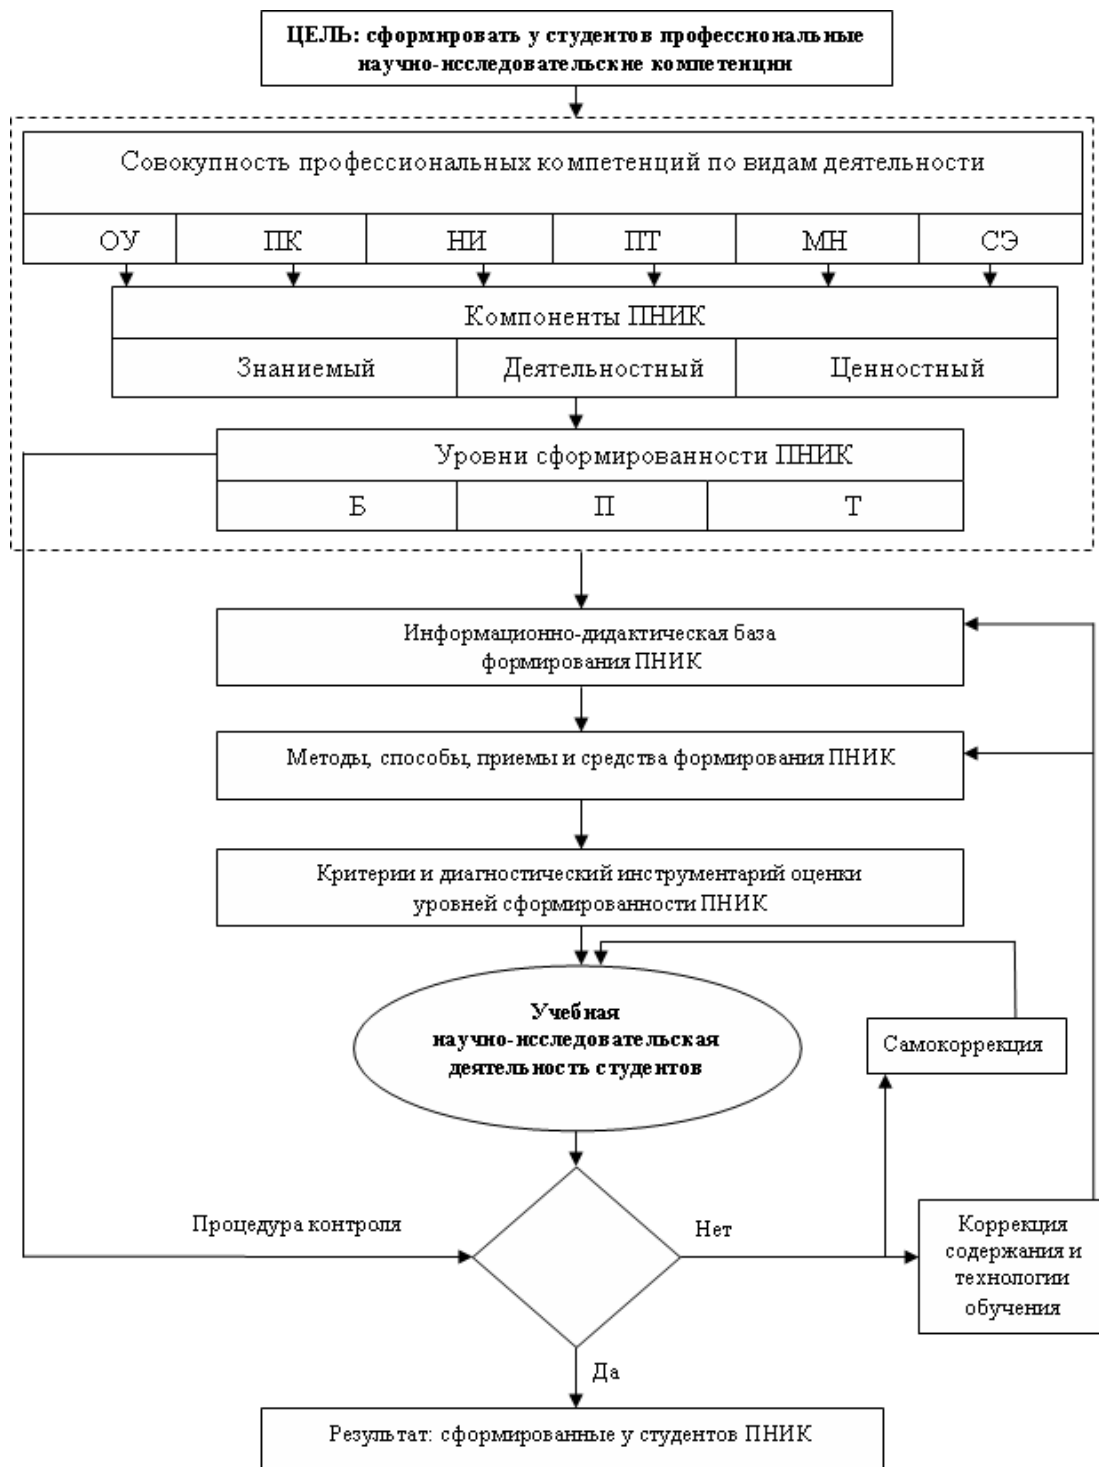 ЦЕЛЬ: сформировать у студентов профессиональные
научно-исследовательские компетенции
Совокупность профессиональных компетенций по видам деятельности
ОУ ПК НИ ПТ МН СЭ
Компоненты ПНИК
Знаниемый Деятельностный Ценностный
Уровни сформированности ПНИК
Б П Т
Информационно-дидактическая база
формирования ПНИК
Методы, способы, приемы и средства формирования ПНИК
Критерии и диагностический инструментарий оценки
уровней сформированности ПНИК
Учебная
научно-исследовательская
деятельность студентов
Самокоррекция
Процедура контроля
Нет
Коррекция
содержания и
технологии
обучения
Да
Результат: сформированные у студентов ПНИК